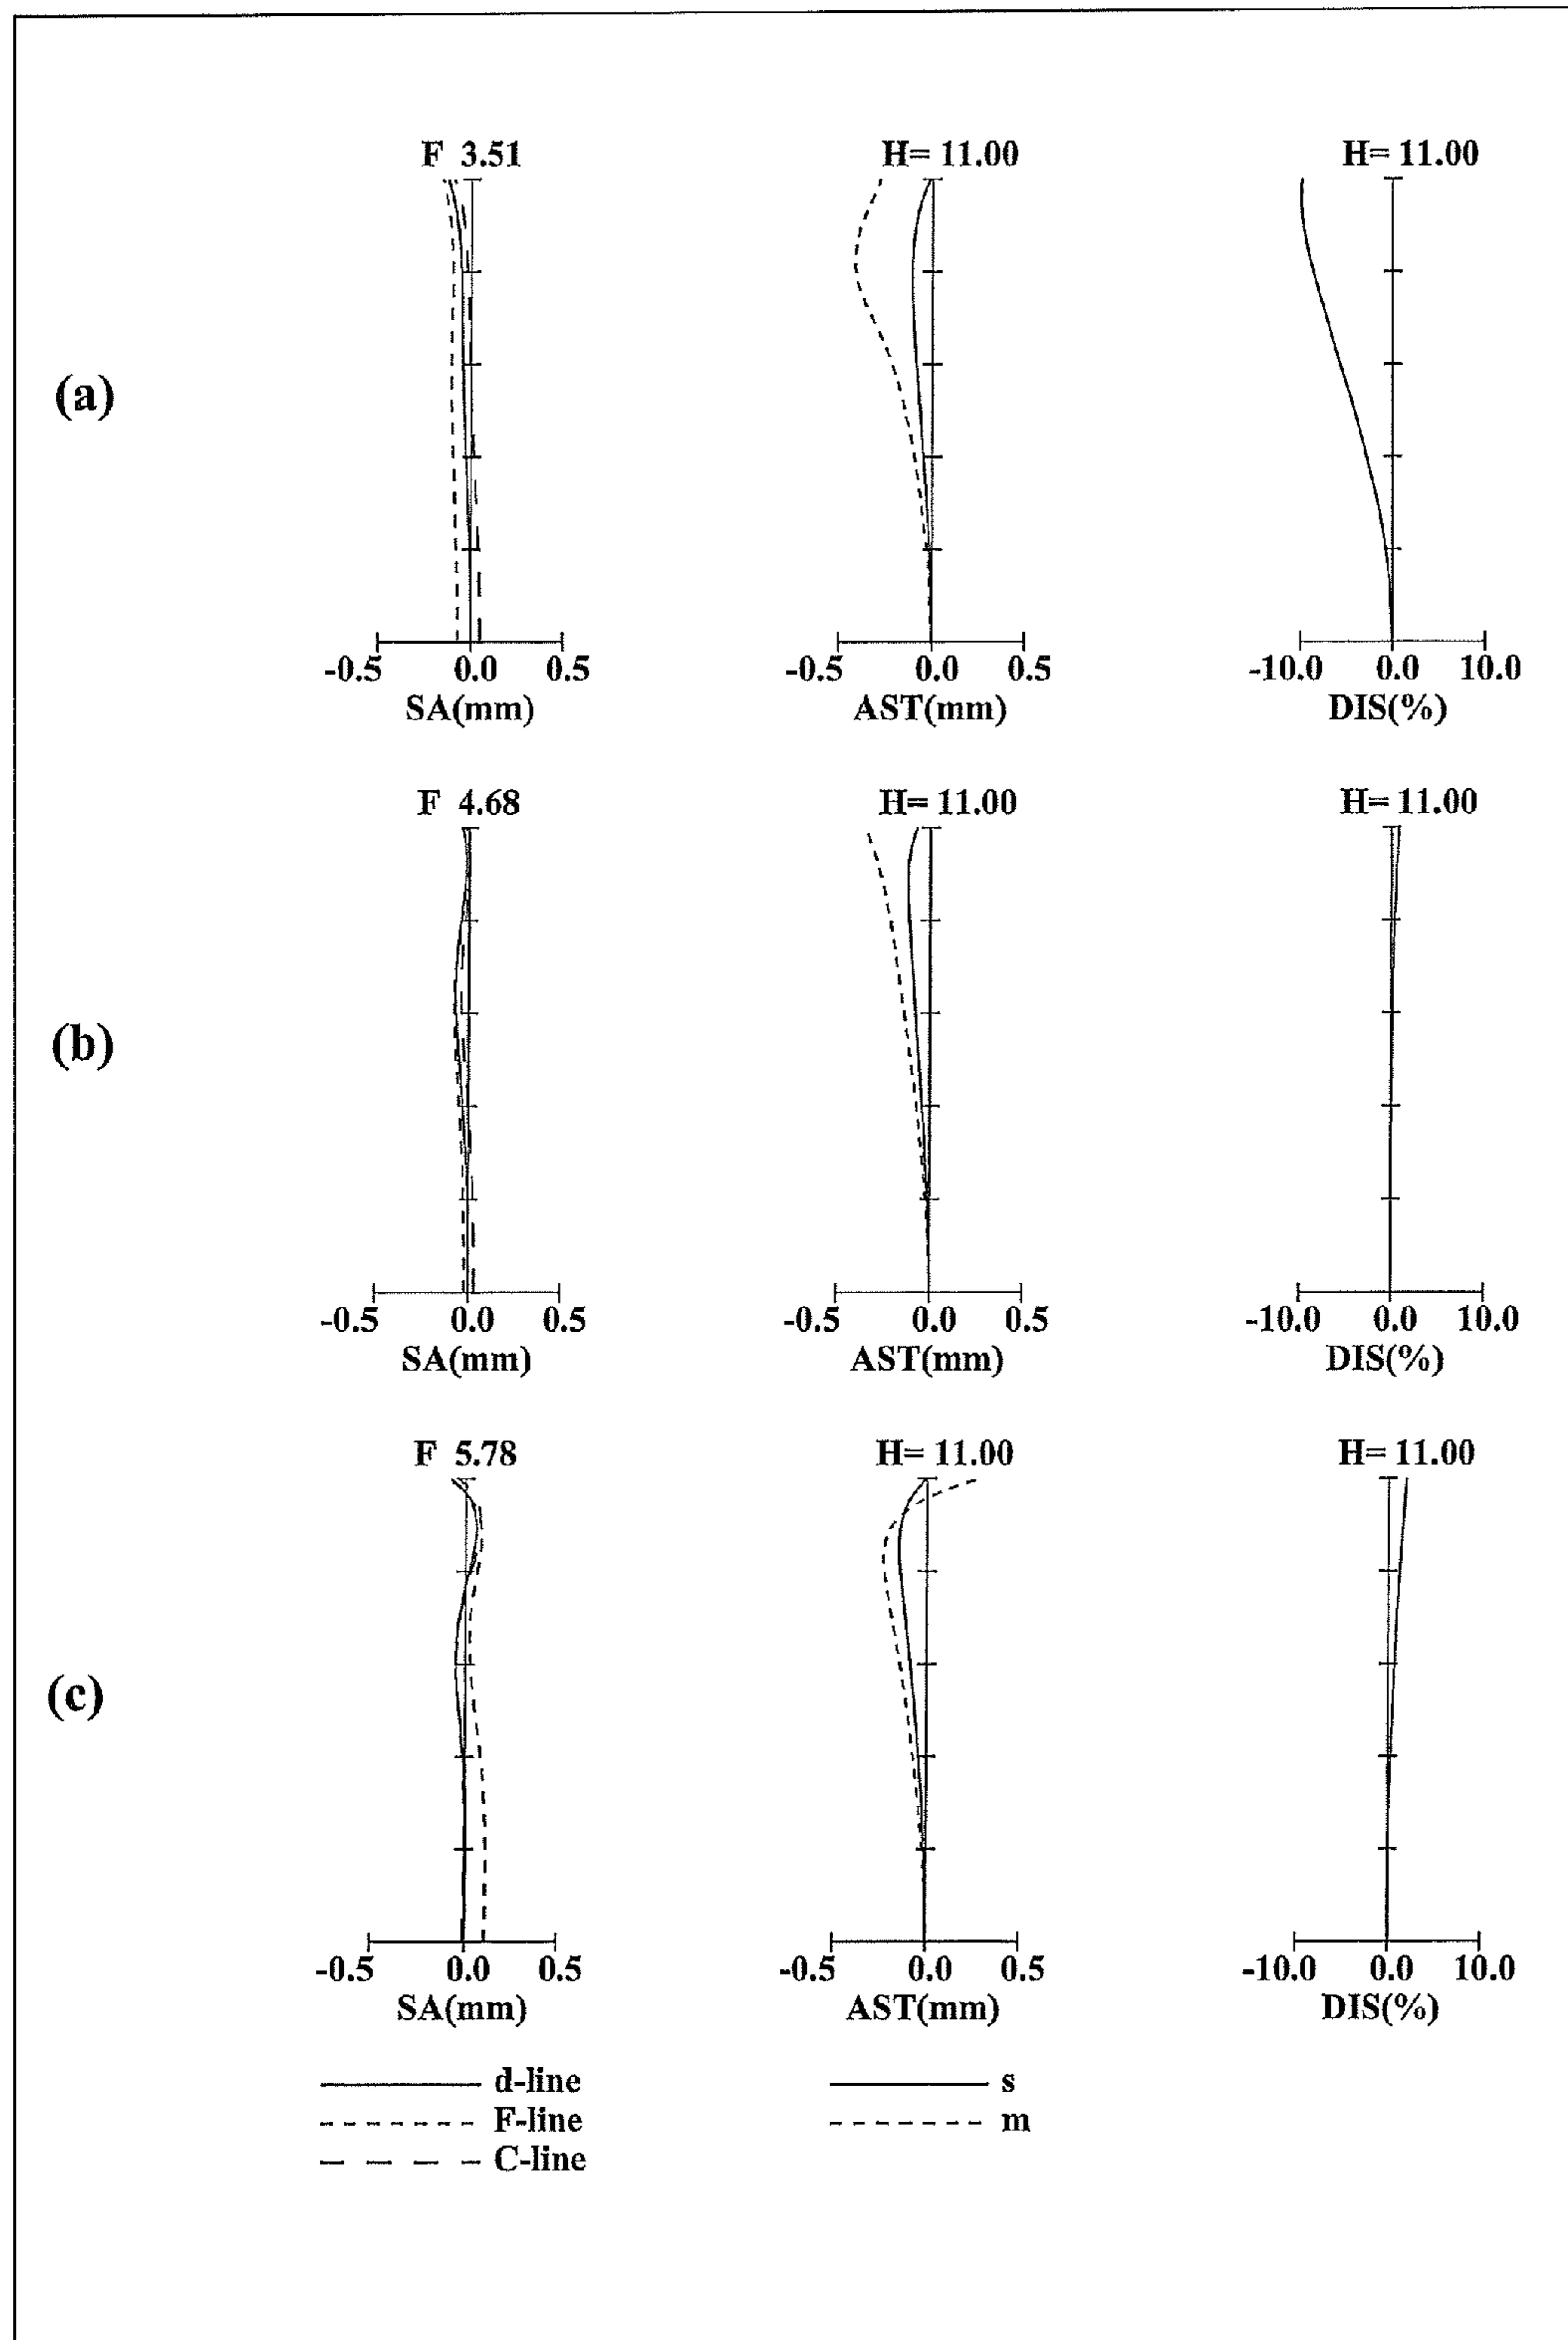 F 3.51 H= 11.00 H= 11.00
(a)
-0.5 0.0 0.5 -0.5 0.0 0.5 -10.0 0.0 10.0
SA(mm) AST(mm) DIS(%)
F 4.68 H= 11.00 H= 11.00
(b)
-0.5 0.0 0.5 -0.5 0.0 0.5 -10.0 0.0 10.0
SA(mm) AST(mm) DIS(%)
F 5.78 H= 11.00 H= 11.00
(c)
-0.5 0.0 0.5 -0.5 0.0 0.5 -10.0 0.0 10.0
SA(mm) AST(mm) DIS(%)
d-line s
F-line m
C-line